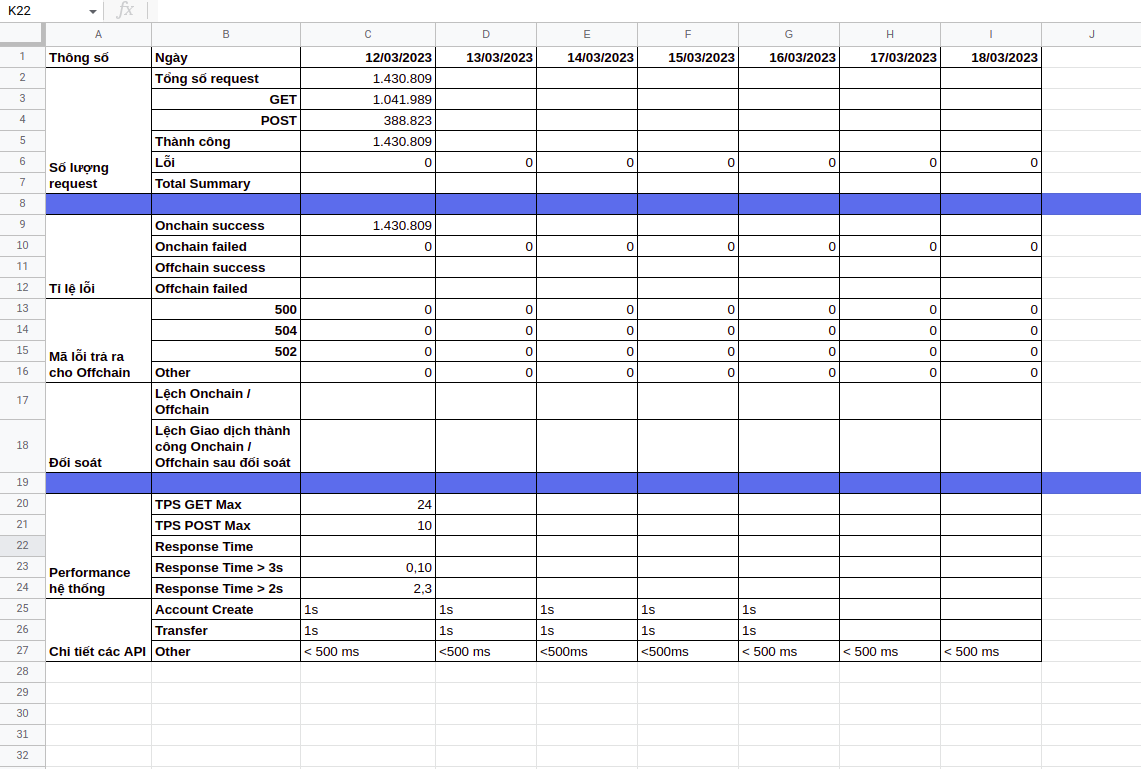 K22 fx
A B C D E F G H I J
1 Thông số Ngày 12/03/2023 13/03/2023 14/03/2023 15/03/2023 16/03/2023 17/03/2023 18/03/2023
2 Tổng số request 1.430.809
3 GET 1.041.989
4 POST 388.823
5 Thành công 1.430.809
6 Lỗi 0 0 0 0 0 0 0
Số lượng
7 request Total Summary
8
9 Onchain success 1.430.809
10 Onchain failed 0 0 0 0 0 0 0
11 Offchain success
12 Tỉ lệ lỗi Offchain failed
13 500 0 0 0 0 0 0 0
14 504 0 0 0 0 0 0 0
15 502 0 0 0 0 0 0 0
Mã lỗi trả ra
16 cho Offchain Other 0 0 0 0 0 0 0
17 Lệch Onchain /
Offchain
Lệch Giao dịch thành
18 công Onchain /
Đối soát Offchain sau đối soát
19
20 TPS GET Max 24
21 TPS POST Max 10
22 Response Time
23 Response Time > 3s 0,10
Performance
24 hệ thống Response Time > 2s 2,3
25 Account Create 1s 1s 1s 1s 1s
26 Transfer 1s 1s 1s 1s 1s
27 Chi tiết các API Other < 500 ms <500 ms <500ms <500ms < 500 ms < 500 ms < 500 ms
28
29
30
31
32